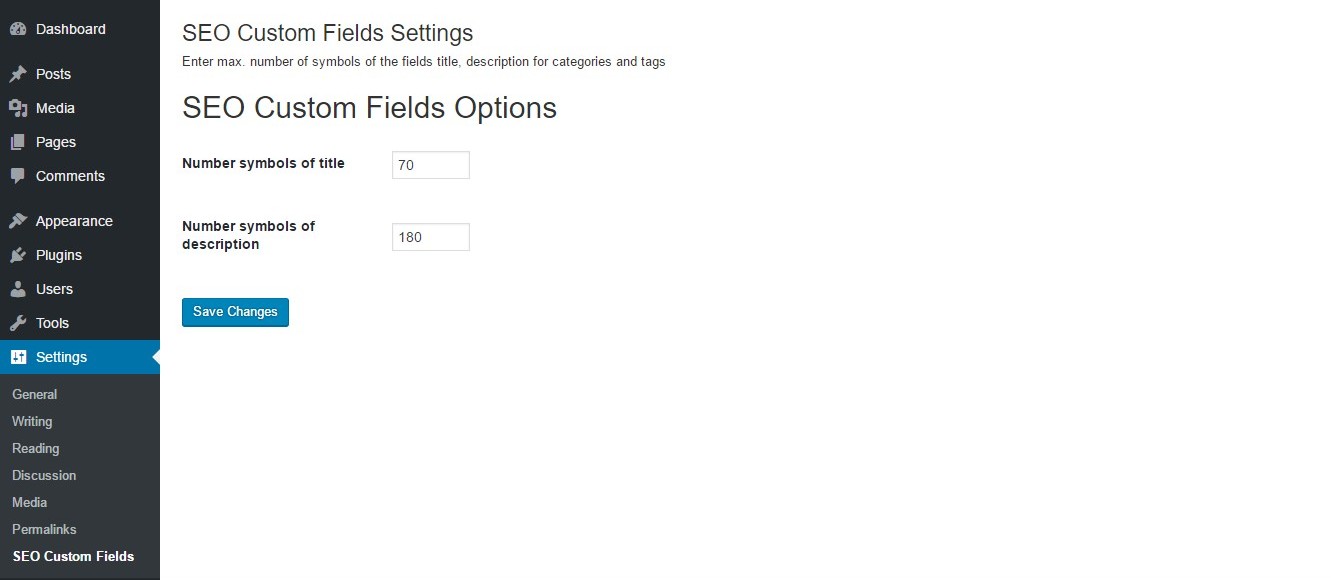 Dashboard
Posts
Media
Pages
Comments
Appearance
Plugins
Users
Tools
Settings
General
Writing
Reading
Discussion
Media
Permalinks
SEO Custom Fields
SEO Custom Fields Settings
Enter max. number of symbols of the fields title, description for categories and tags
SEO Custom Fields Options
Number symbols of title
70
Number symbols of
description
180
Save Changes